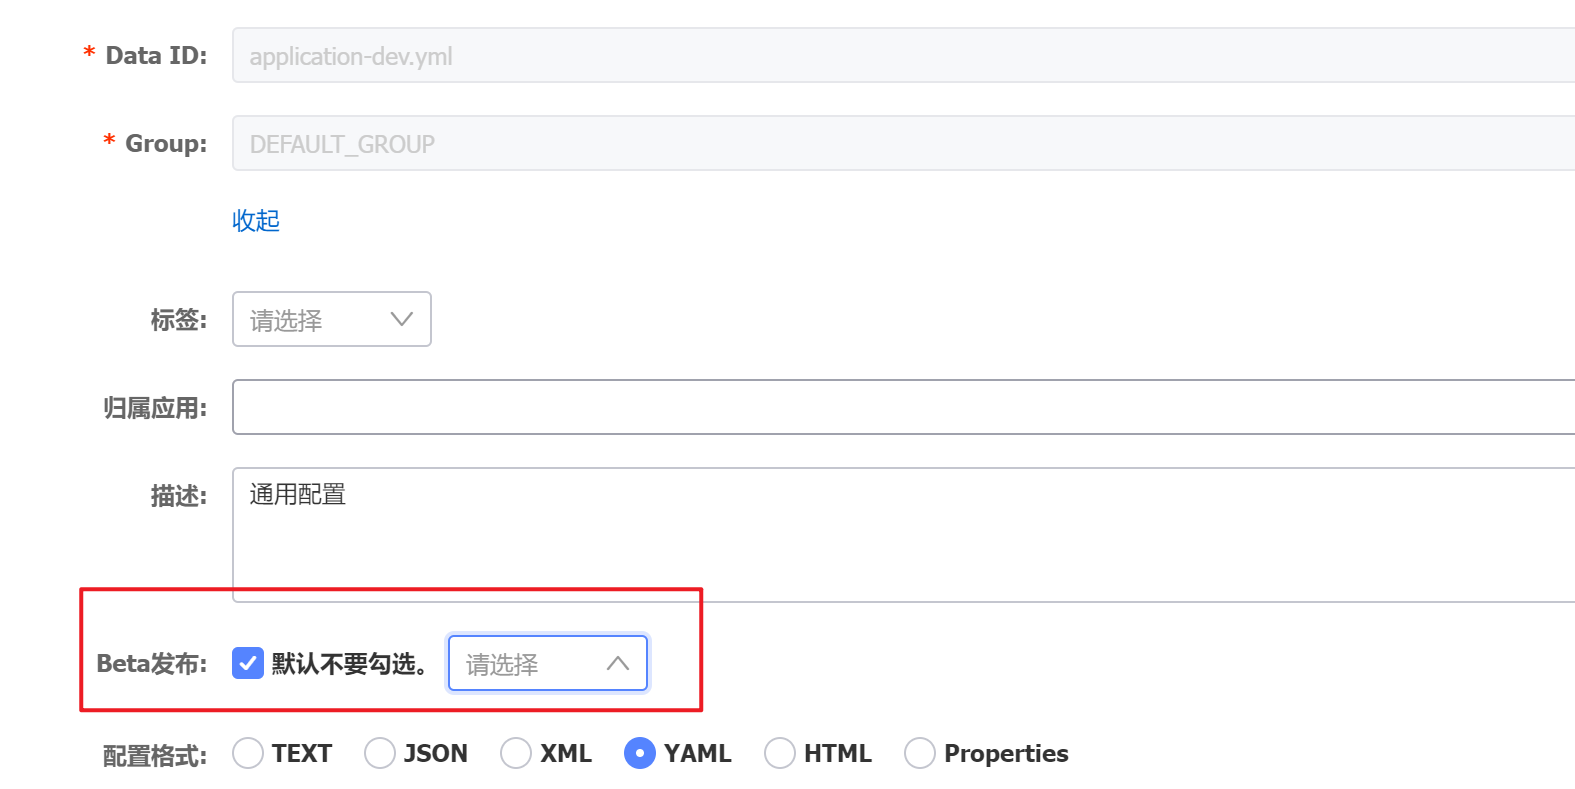 * Data ID: application-dev.yml
* Group: DEFAULT_GROUP
收起
标签: 请选择
归属应用:
描述: 通用配置
Beta发布: 默认不要勾选。 请选择
配置格式: TEXT JSON XML YAML HTML Properties